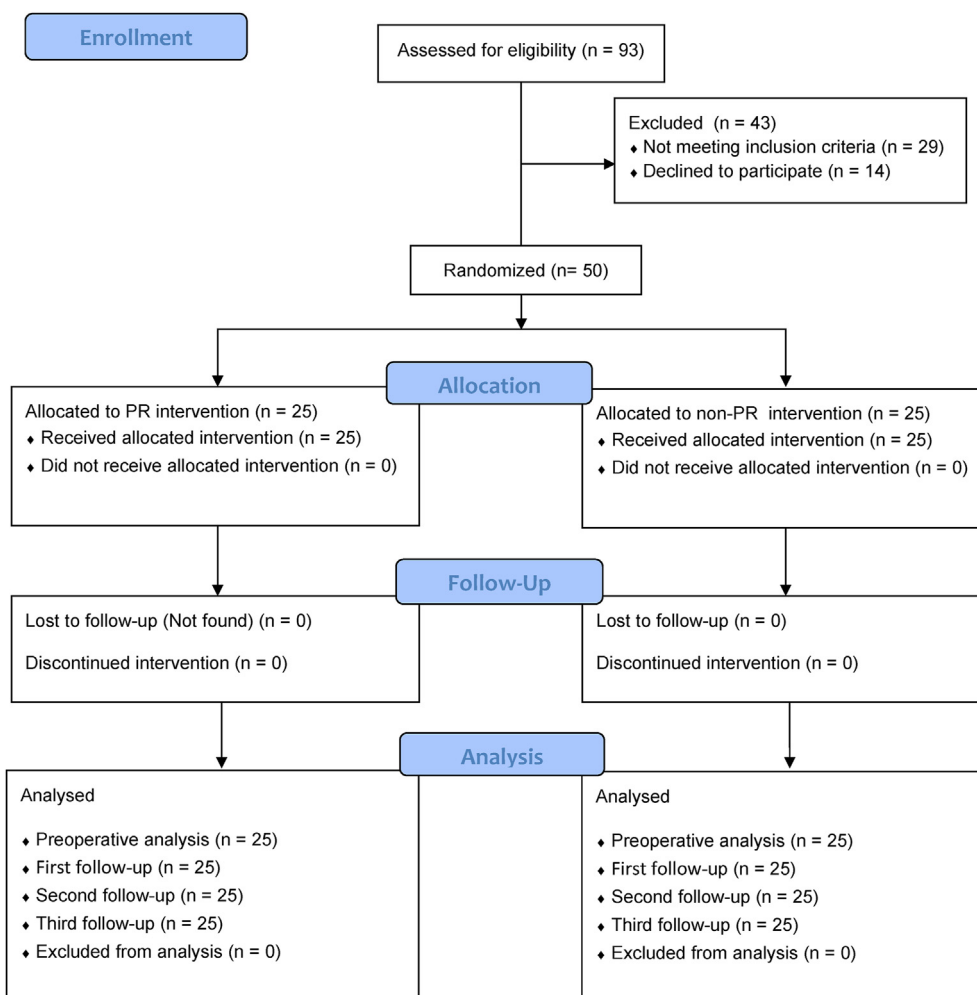 Enrollment
Assessed for eligibility (n = 93)
Excluded (n = 43)
♦ Not meeting inclusion criteria (n = 29)
♦ Declined to participate (n = 14)
Randomized (n= 50)
Allocation
Allocated to PR intervention (n = 25)
♦ Received allocated intervention (n = 25)
♦ Did not receive allocated intervention (n = 0)
Allocated to non-PR intervention (n = 25)
♦ Received allocated intervention (n = 25)
♦ Did not receive allocated intervention (n = 0)
Follow-Up
Lost to follow-up (Not found) (n = 0)
Discontinued intervention (n = 0)
Lost to follow-up (n = 0)
Discontinued intervention (n = 0)
Analysis
Analysed
♦ Preoperative analysis (n = 25)
♦ First follow-up (n = 25)
♦ Second follow-up (n = 25)
♦ Third follow-up (n = 25)
♦ Excluded from analysis (n = 0)
Analysed
♦ Preoperative analysis (n = 25)
♦ First follow-up (n = 25)
♦ Second follow-up (n = 25)
♦ Third follow-up (n = 25)
♦ Excluded from analysis (n = 0)